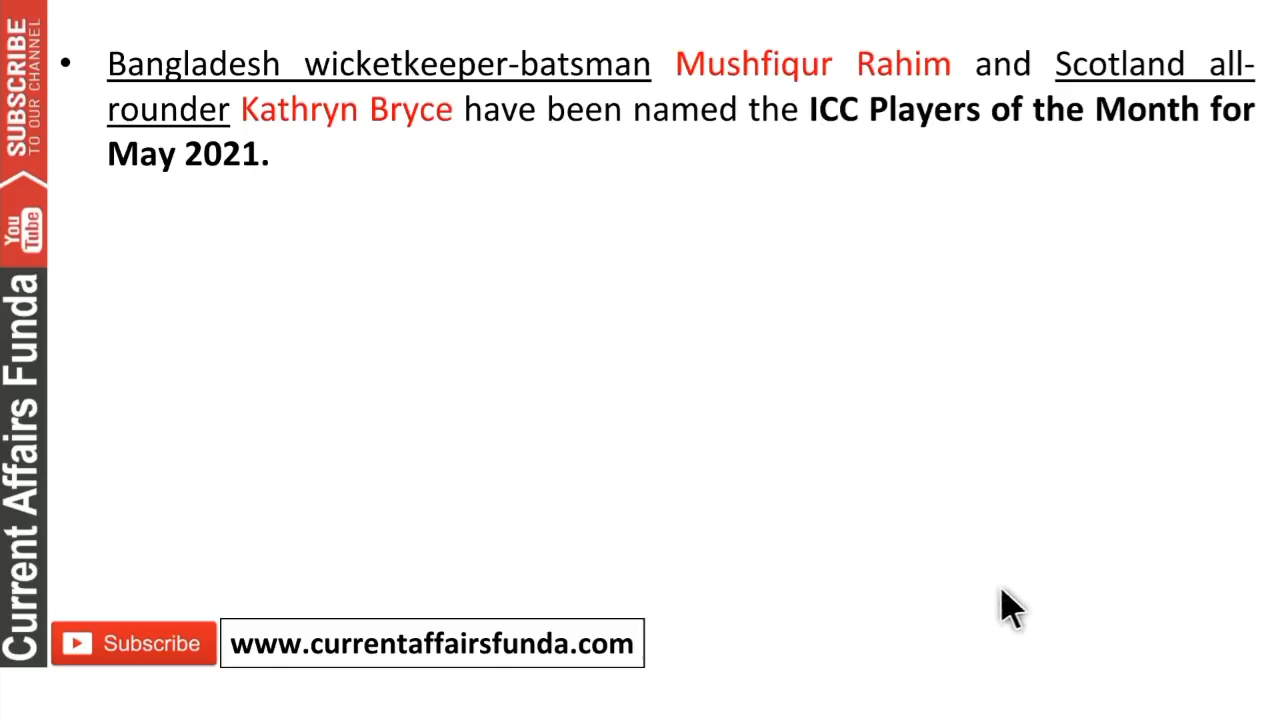 • Bangladesh wicketkeeper-batsman Mushfiqur Rahim and Scotland all-
rounder Kathryn Bryce have been named the ICC Players of the Month for
May 2021.
SUBSCRIBE
TO OUR CHANNEL
You
Tube
Current Affairs Funda
Subscribe
www.currentaffairsfunda.com